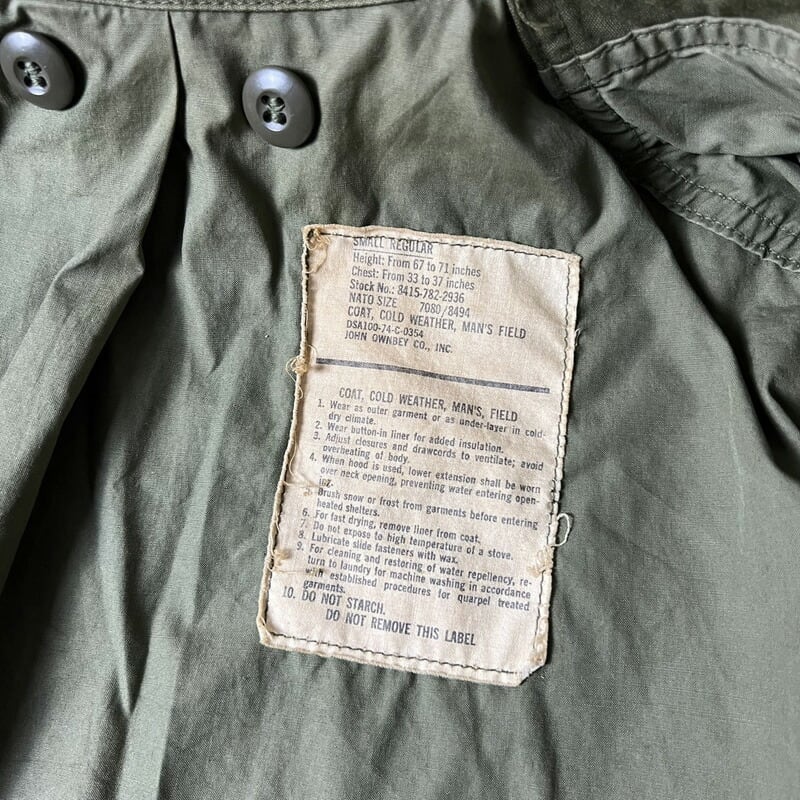 SMALL REGULAR
Height: From 67 to 71 inches
Chest: From 33 to 37 inches
Stock No.: 8415-782-2936
NATO SIZE 7080/8494
COAT, COLD WEATHER, MAN'S FIELD
DSA100-74-C-0354
JOHN OWNBEY CO., INC.
COAT, COLD WEATHER, MAN'S, FIELD
1. Wear as outer garment or as under-layer in cold-
dry climate.
2. Wear button-in liner for added insulation.
3. Adjust closures and drawcords to ventilate; avoid
overheating of body.
4. When hood is used, lower extension shall be worn
over neck opening, preventing water entering open-
ing.
5. Brush snow or frost from garments before entering
heated shelters.
6. For fast drying, remove liner from coat.
7. Do not expose to high temperature of a stove.
8. Lubricate slide fasteners with wax.
9. For cleaning and restoring of water repellency, re-
turn to laundry for machine washing in accordance
with established procedures for quarpel treated
garments.
10. DO NOT STARCH.
DO NOT REMOVE THIS LABEL